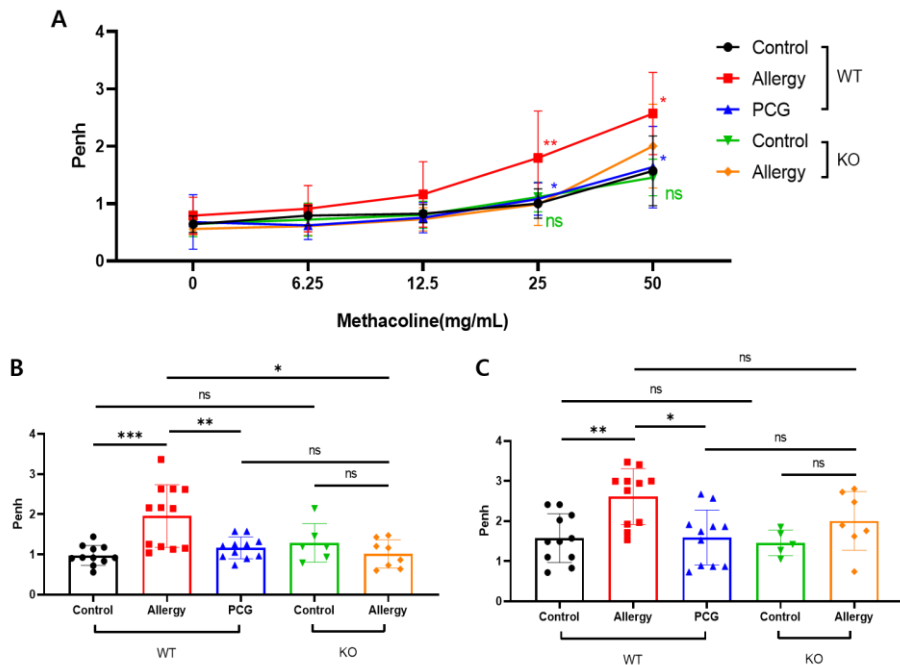 A
4
3
2
1
0
Penh
0 6.25 12.5 25 50
Methacoline(mg/mL)
** * * * ns ns
Control
Allergy
PCG
WT
Control
Allergy
KO
B
*
ns
*** **
ns
ns
4
3
2
1
0
Penh
Control Allergy PCG Control Allergy
WT KO
C
ns
ns
** *
ns
ns
4
3
2
1
0
Penh
Control Allergy PCG Control Allergy
WT KO